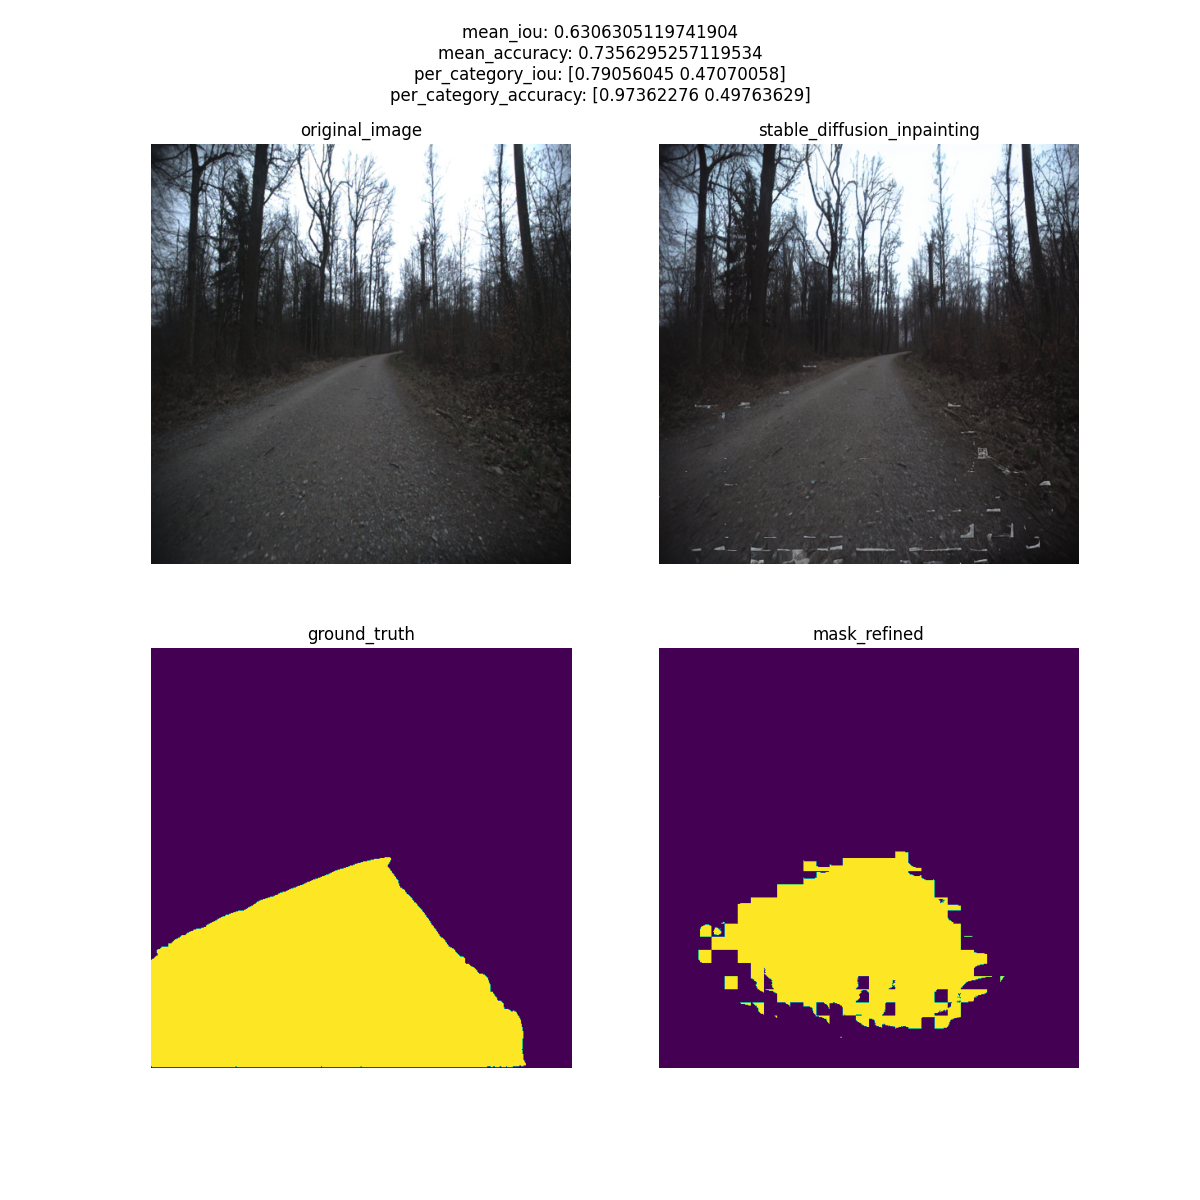 mean_iou: 0.6306305119741904
mean_accuracy: 0.7356295257119534
per_category_iou: [0.79056045 0.47070058]
per_category_accuracy: [0.97362276 0.49763629]
original_image
stable_diffusion_inpainting
ground_truth
mask_refined